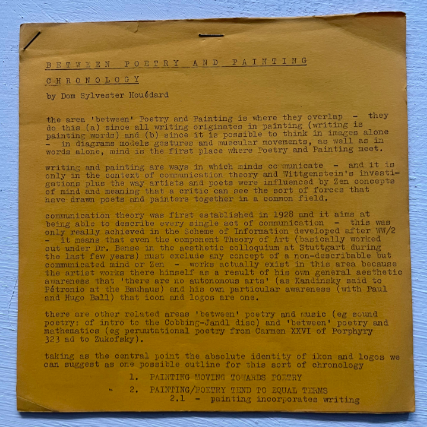 BETWEEN POETRY AND PAINTING
CHRONOLOGY
by Dom Sylvester Houédard
the area 'between' Poetry and Painting is where they overlap - they
do this (a) since all writing originates in painting (writing is
painting words) and (b) since it is possible to think in images alone
- in diagrams models gestures and muscular movements, as well as in
words alone, mind in the first place where Poetry and Painting meet.
writing and painting are ways in which minds communicate - and it is
only in the context of communication theory and Wittgenstein's investi-
gations plus the way artists and poets were influenced by Zen concepts
of mind and meaning that a critic can see the sort of forces that
have drawn poets and painters together in a common field.
communication theory was first established in 1928 and it aims at
being able to describe every single act of communication - this was
only really achieved in the Scheme of Information developed after WW/2
- it means that even the component Theory of Art (basically worked
out under Dr. Bense in the aesthetic colloquium at Stuttgart during
the last few years) must exclude any concept of a non-describable but
communicated mind or Zen - works actually exist in this area because
the artist works there himself as a result of his own general aesthetic
awareness that 'there are no autonomous arts' (as Kandinsky said to
Pétronio at the Bauhaus) and his own particular awareness (with Paul
and Hugo Ball) that icon and logos are one.
there are other related areas 'between' poetry and music (eg sound
poetry: cf intro to the Cobbing-Jandl disc) and 'between' poetry and
mathematics (eg permutational poetry from Carmen XXVI of Porphyry
323 ad to Zukofsky).
taking as the central point the absolute identity of ikon and logos we
can suggest as one possible outline for this sort of chronology
1. PAINTING MOVING TOWARDS POETRY
2. PAINTING/POETRY TEND TO EQUAL TERMS
2.1 - painting incorporates writing